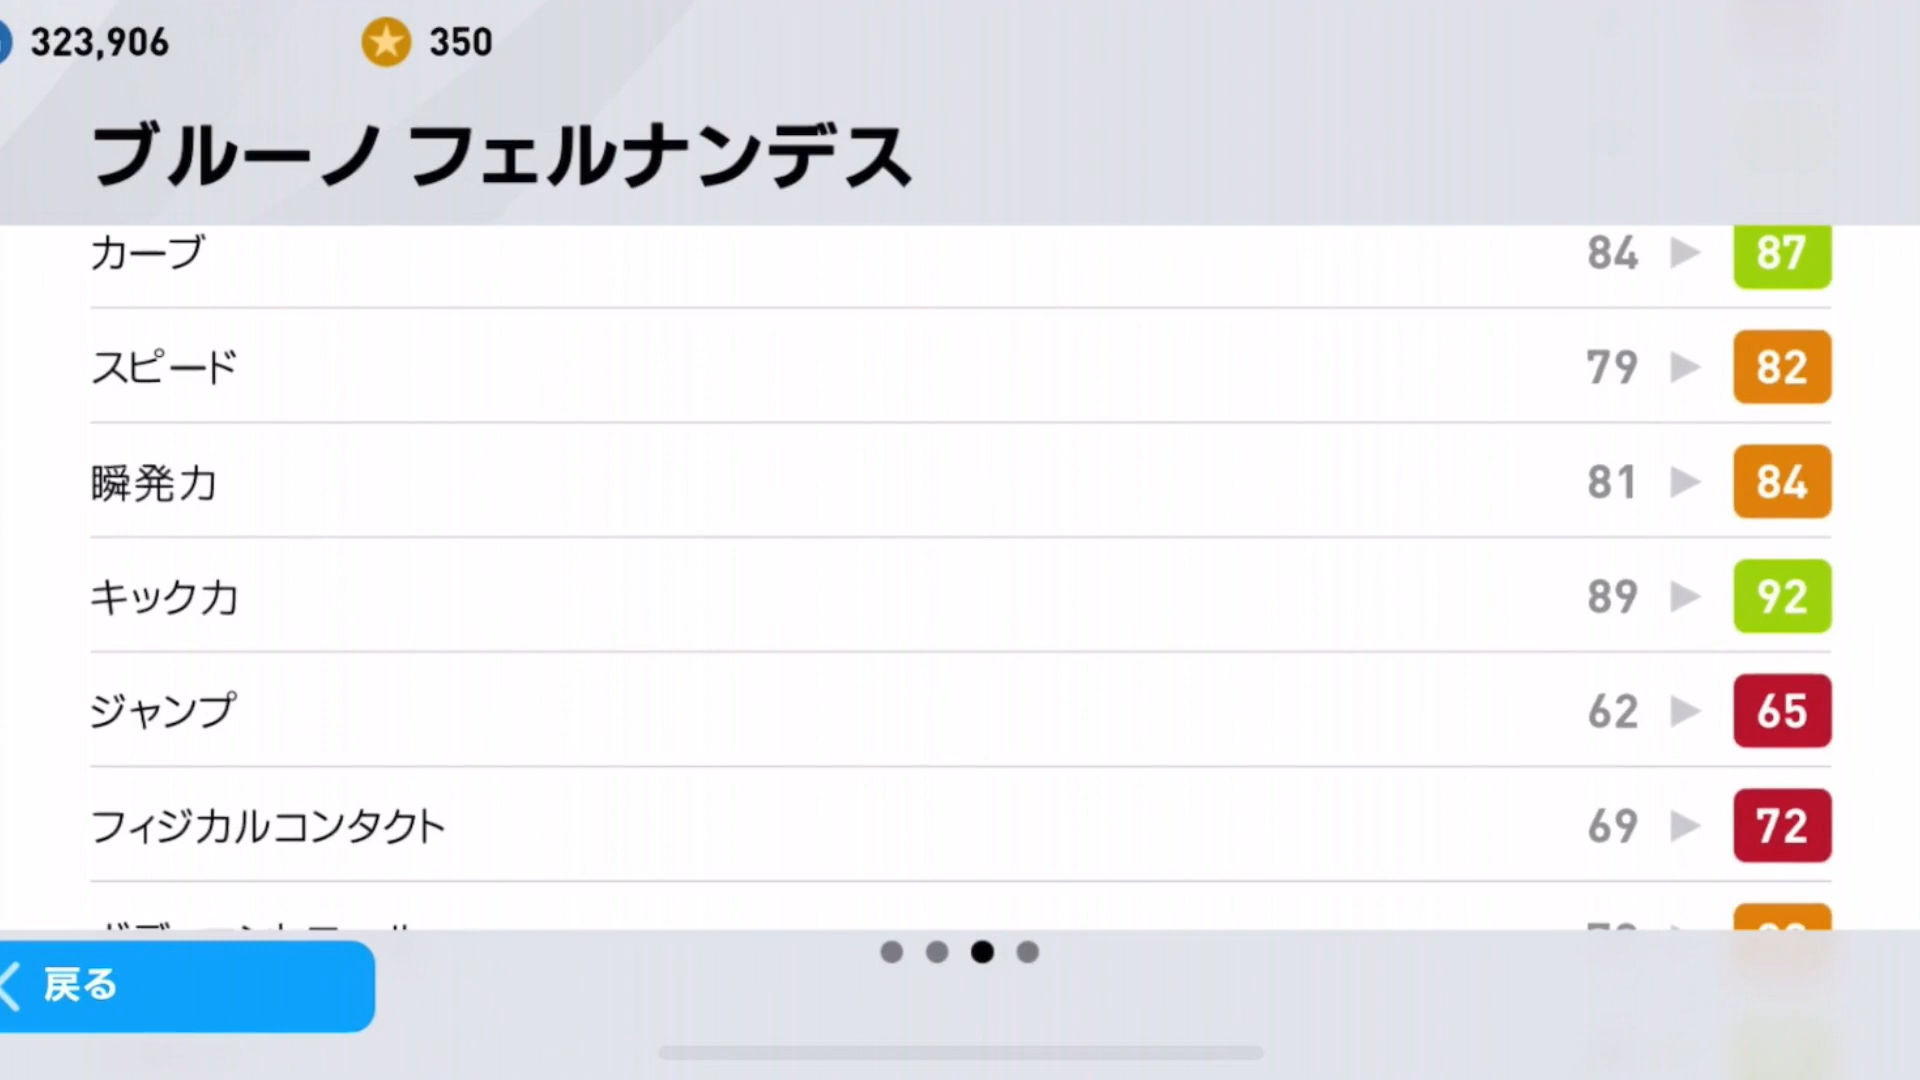 323,906 350
ブルーノ フェルナンデス
カーブ 84 ▶ 87
スピード 79 ▶ 82
瞬発力 81 ▶ 84
キック力 89 ▶ 92
ジャンプ 62 ▶ 65
フィジカルコンタクト 69 ▶ 72
戻る